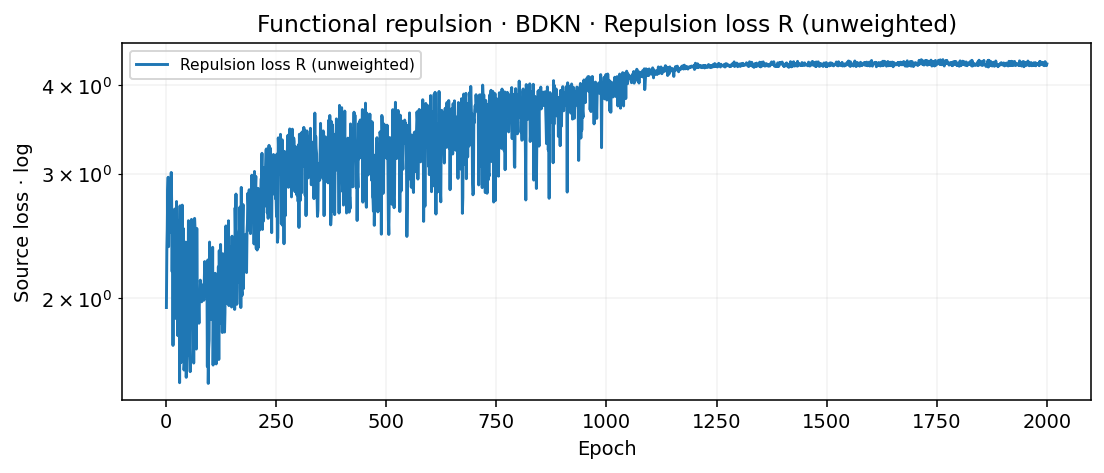 Functional repulsion · BDKN · Repulsion loss R (unweighted)
Repulsion loss R (unweighted)
4 × 10⁰
3 × 10⁰
2 × 10⁰
Source loss · log
0 250 500 750 1000 1250 1500 1750 2000
Epoch